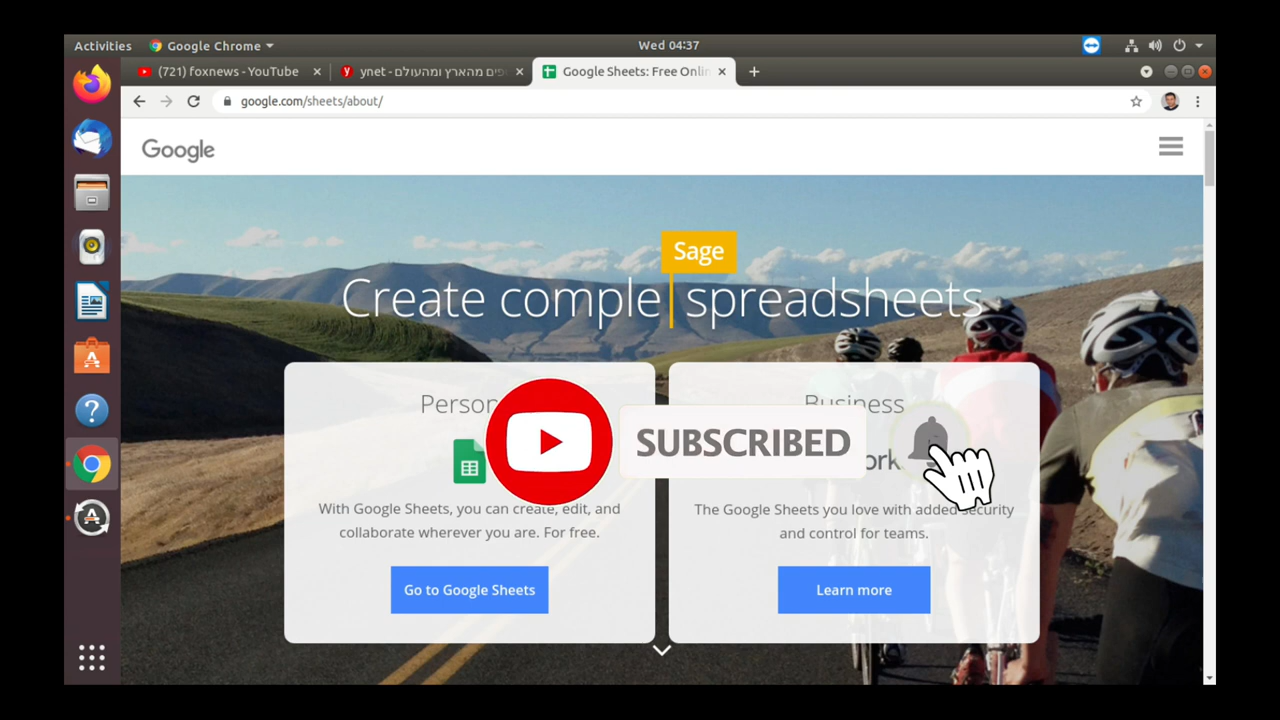 Activities Google Chrome Wed 04:37
(721) foxnews - YouTube
ynet - פים מהארץ ומהעולם
Google Sheets: Free Onlin
google.com/sheets/about/
Google
Sage
Create comple spreadsheets
Person
Business
ork
SUBSCRIBED
With Google Sheets, you can create, edit, and
collaborate wherever you are. For free.
The Google Sheets you love with added security
and control for teams.
Go to Google Sheets
Learn more